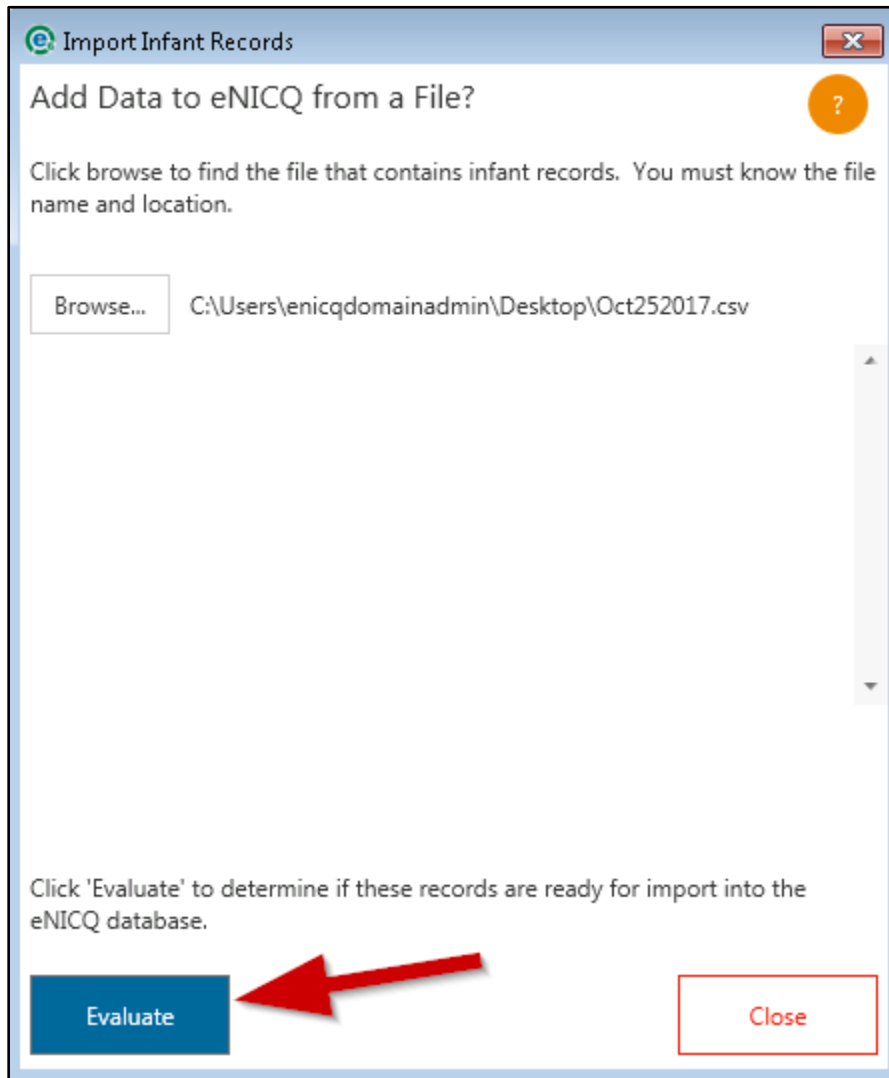 Import Infant Records
Add Data to eNICQ from a File?
?
Click browse to find the file that contains infant records.  You must know the file
name and location.
Browse...
C:\Users\enicqdomainadmin\Desktop\Oct252017.csv
Click 'Evaluate' to determine if these records are ready for import into the
eNICQ database.
Evaluate
Close